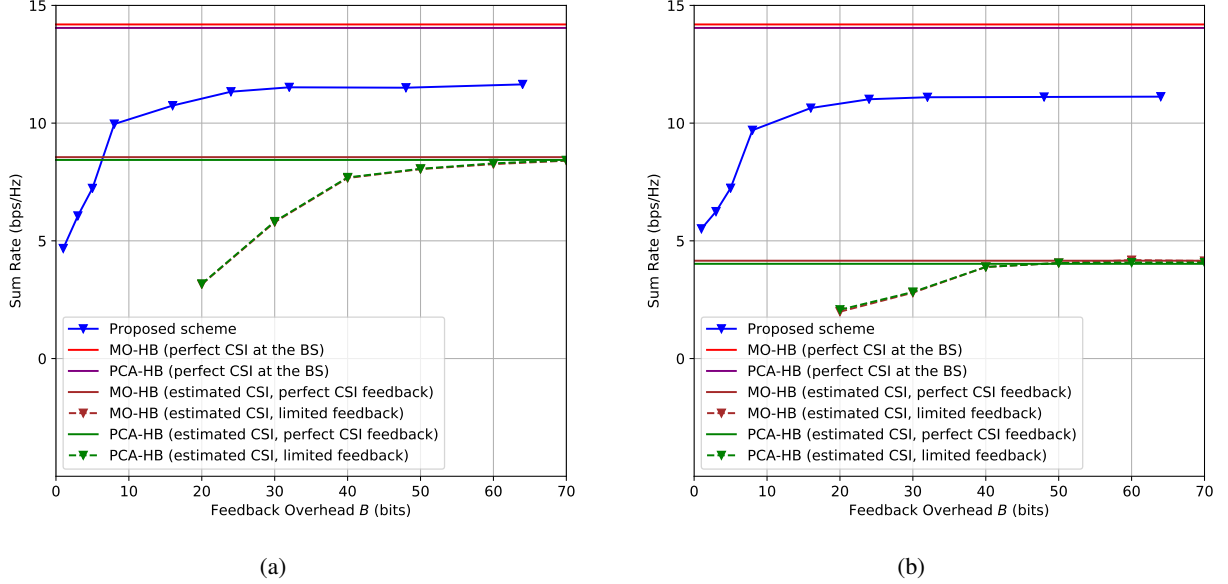 15
10
5
0
Sum Rate (bps/Hz)
Proposed scheme
MO-HB (perfect CSI at the BS)
PCA-HB (perfect CSI at the BS)
MO-HB (estimated CSI, perfect CSI feedback)
MO-HB (estimated CSI, limited feedback)
PCA-HB (estimated CSI, perfect CSI feedback)
PCA-HB (estimated CSI, limited feedback)
0 10 20 30 40 50 60 70
Feedback Overhead B (bits)
(a)
15
10
5
0
Sum Rate (bps/Hz)
Proposed scheme
MO-HB (perfect CSI at the BS)
PCA-HB (perfect CSI at the BS)
MO-HB (estimated CSI, perfect CSI feedback)
MO-HB (estimated CSI, limited feedback)
PCA-HB (estimated CSI, perfect CSI feedback)
PCA-HB (estimated CSI, limited feedback)
0 10 20 30 40 50 60 70
Feedback Overhead B (bits)
(b)